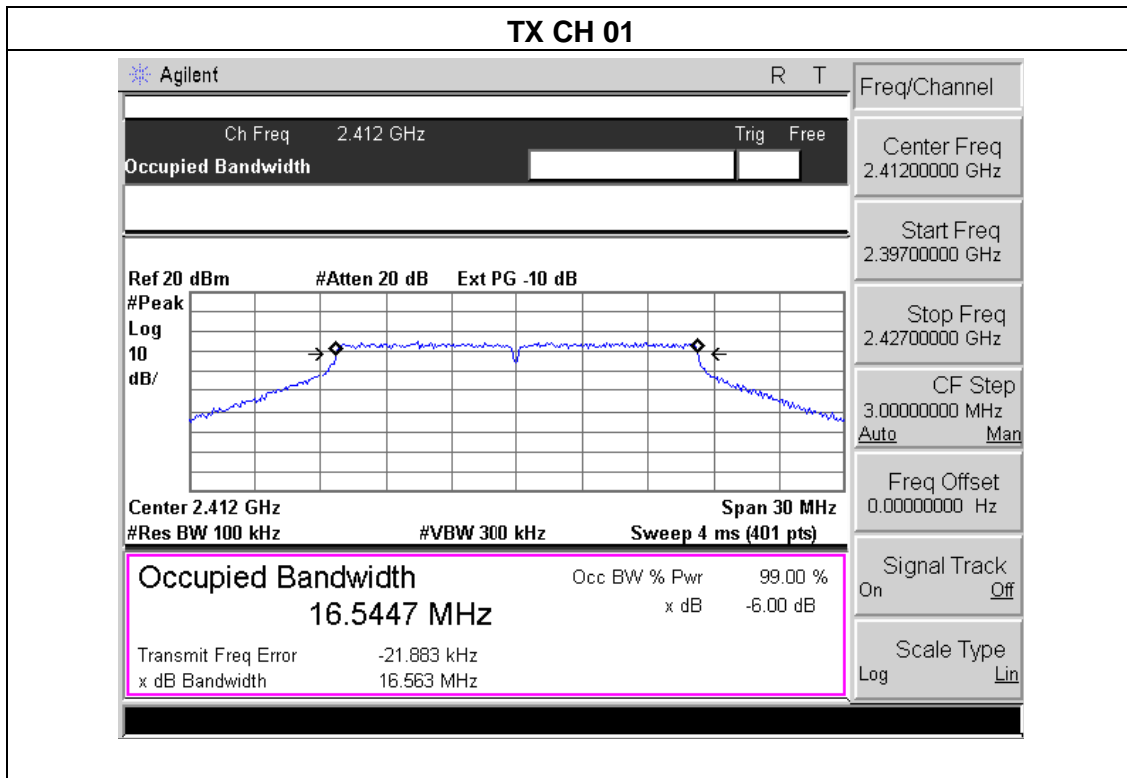 TX CH 01
Agilent R T
Ch Freq 2.412 GHz Trig Free
Occupied Bandwidth
Ref 20 dBm #Atten 20 dB Ext PG -10 dB
#Peak
Log
10
dB/
Center 2.412 GHz Span 30 MHz
#Res BW 100 kHz #VBW 300 kHz Sweep 4 ms (401 pts)
Occupied Bandwidth Occ BW % Pwr 99.00 %
16.5447 MHz x dB -6.00 dB
Transmit Freq Error -21.883 kHz
x dB Bandwidth 16.563 MHz
Freq/Channel
Center Freq
2.41200000 GHz
Start Freq
2.39700000 GHz
Stop Freq
2.42700000 GHz
CF Step
3.00000000 MHz
Auto Man
Freq Offset
0.00000000 Hz
Signal Track
On Off
Scale Type
Log Lin